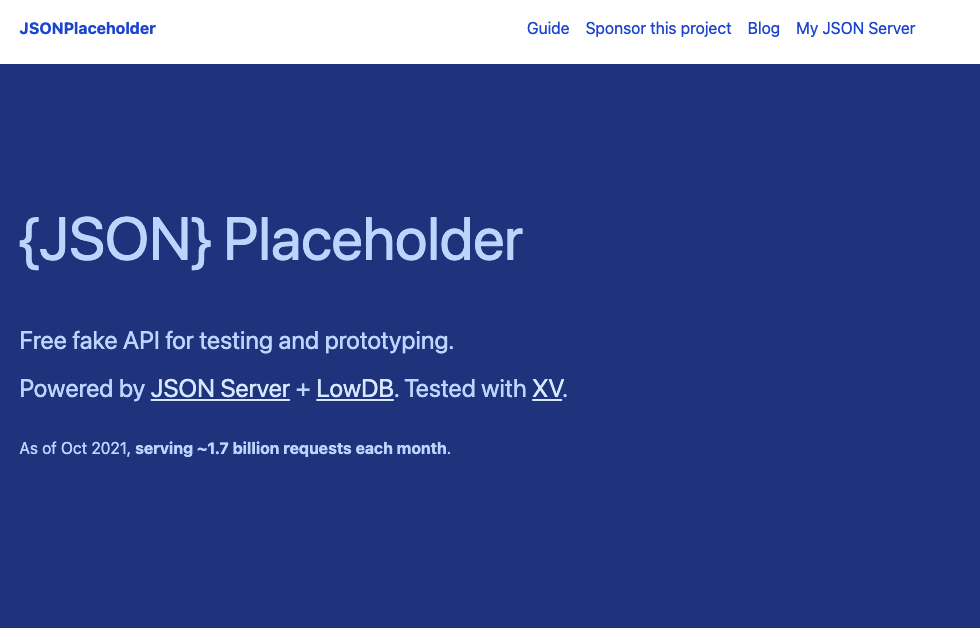 JSONPlaceholder
Guide Sponsor this project Blog My JSON Server
{JSON} Placeholder
Free fake API for testing and prototyping.
Powered by JSON Server + LowDB. Tested with XV.
As of Oct 2021, serving ~1.7 billion requests each month.